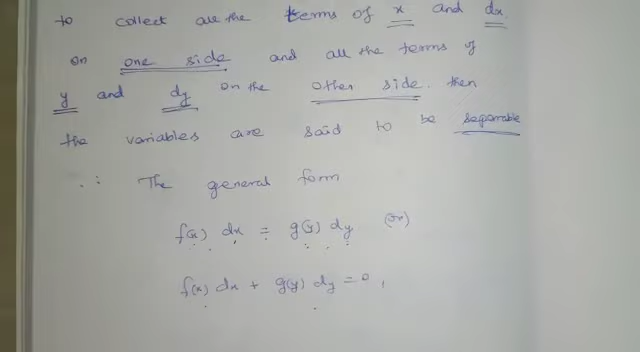 to collect all the terms of x and dx.
on one side and all the terms of
y and dy on the other side. then
the variables are said to be separable
∴ The general form
f(x) dx = g(y) dy (or)
f(x) dx + g(y) dy = 0,